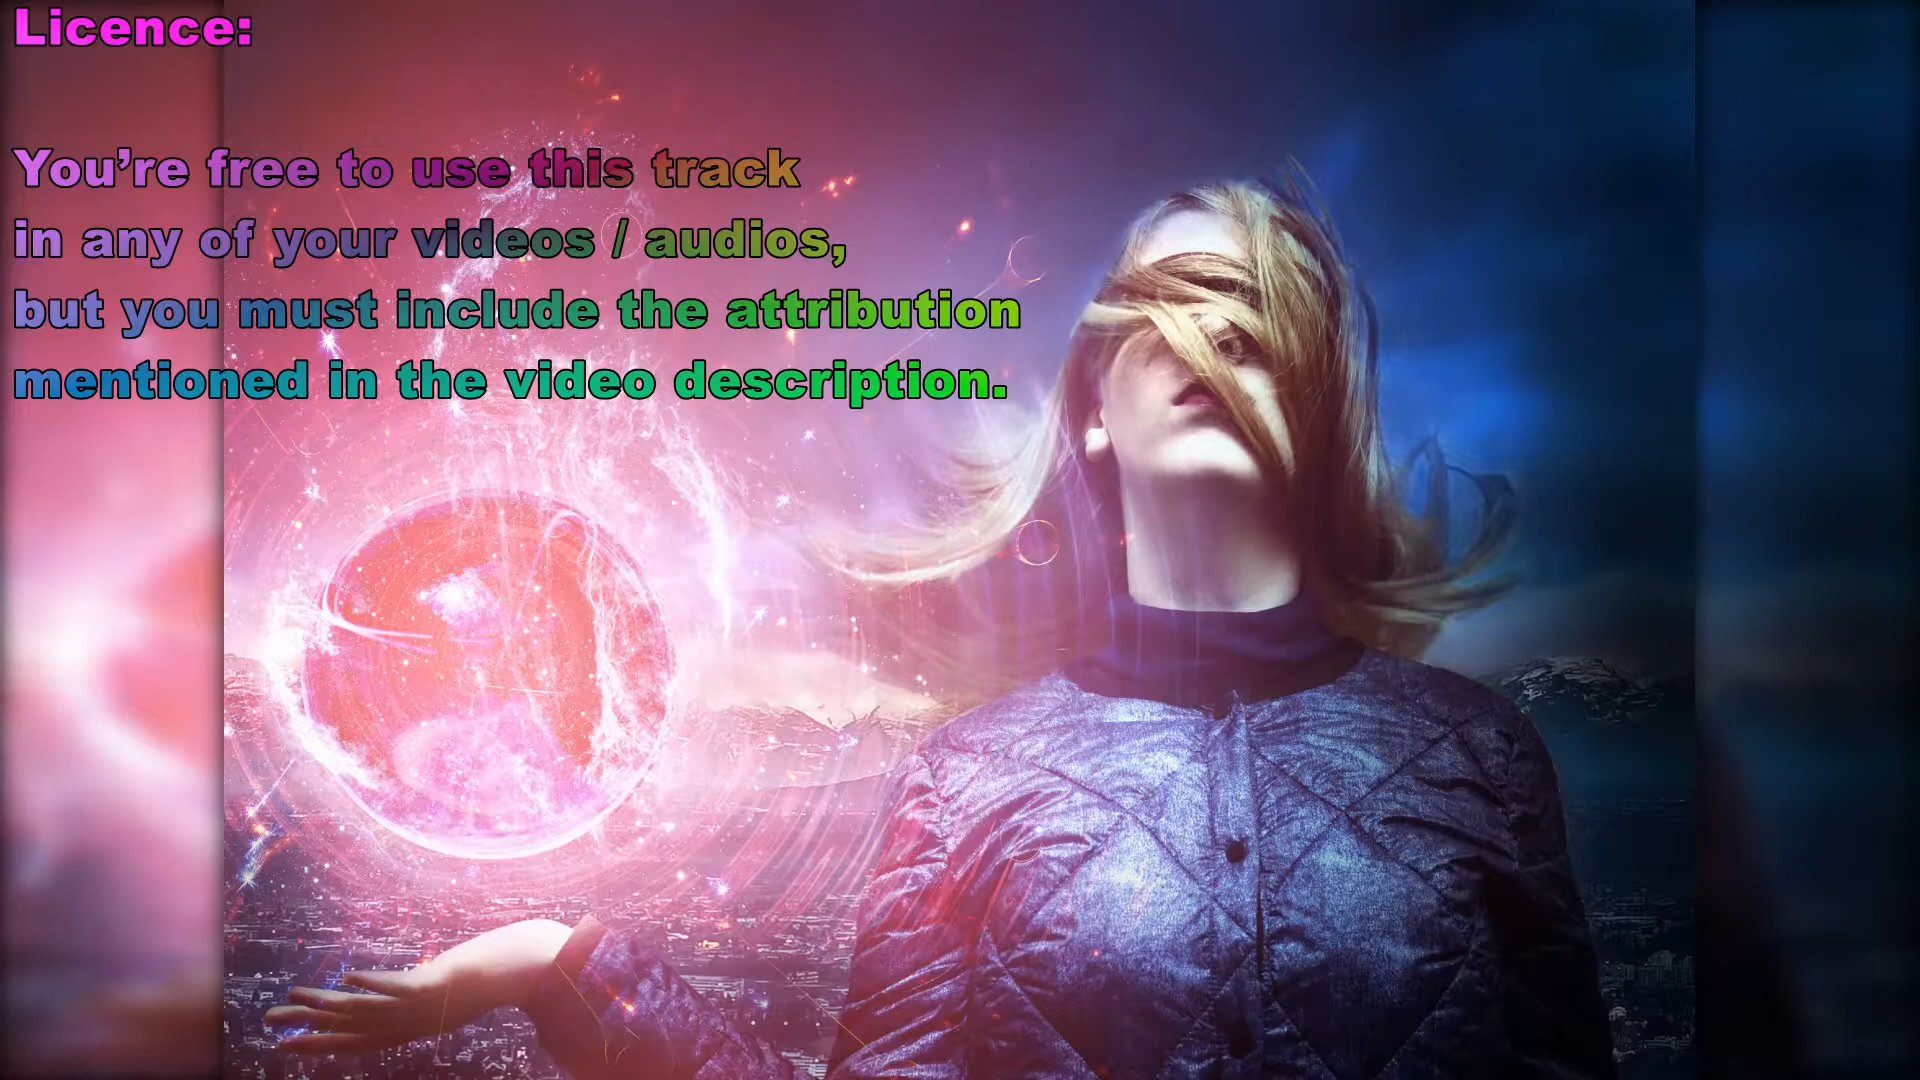 Licence:
You’re free to use this track
in any of your videos / audios,
but you must include the attribution
mentioned in the video description.